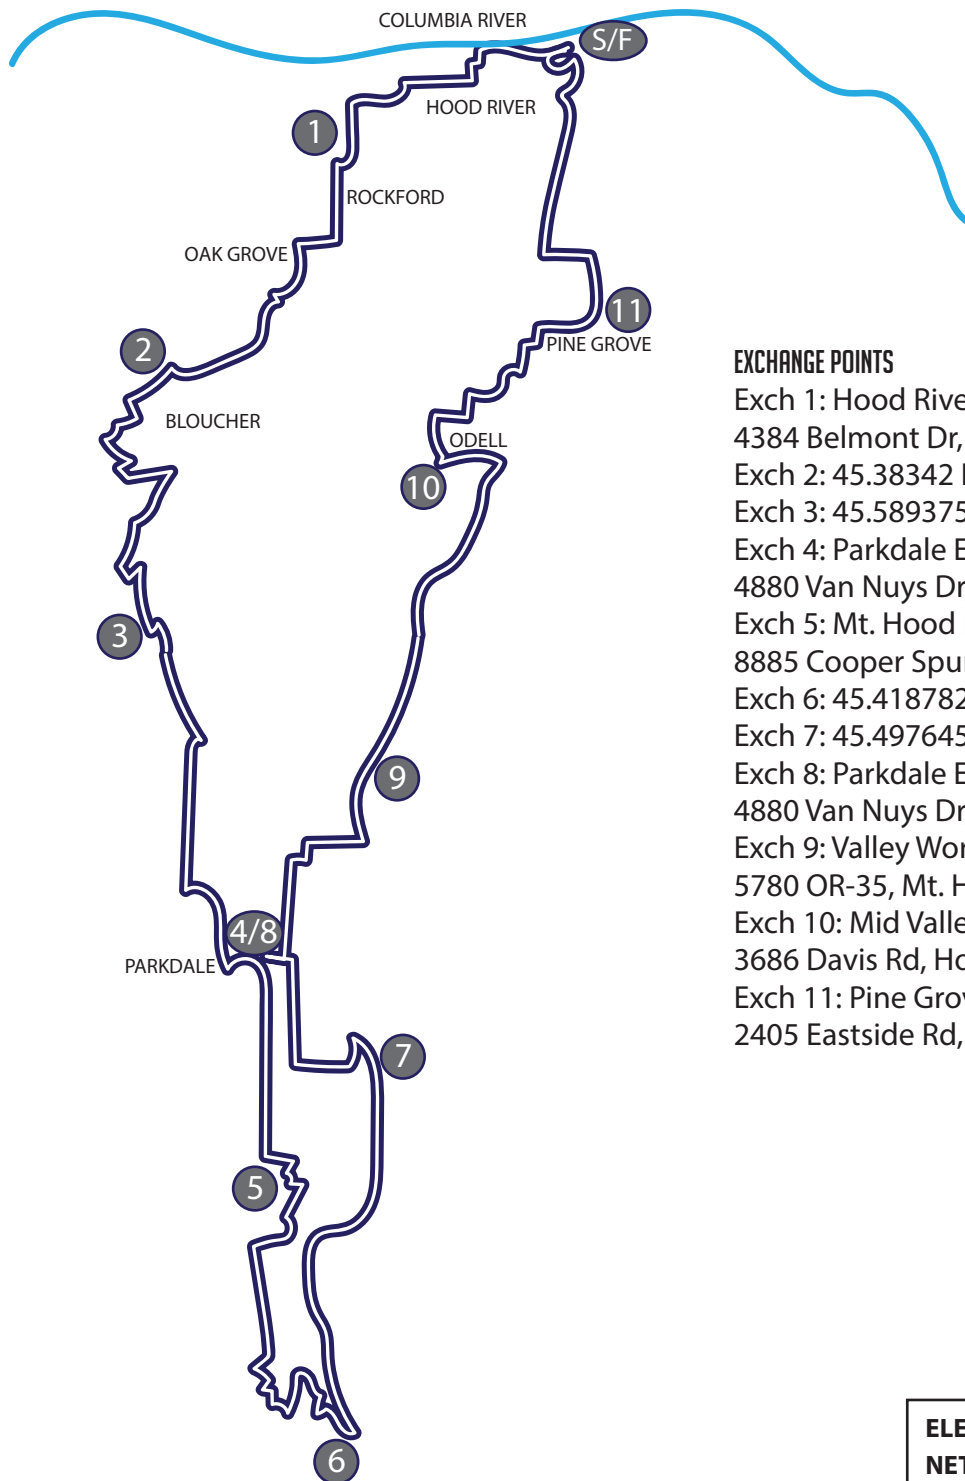 COLUMBIA RIVER
S/F
HOOD RIVER
1
ROCKFORD
OAK GROVE
11
PINE GROVE
2
BLOUCHER
ODELL
10
3
9
4/8
PARKDALE
7
5
6
EXCHANGE POINTS
Exch 1: Hood Rive
4384 Belmont Dr,
Exch 2: 45.38342
Exch 3: 45.589375
Exch 4: Parkdale E
4880 Van Nuys Dr
Exch 5: Mt. Hood
8885 Cooper Spu
Exch 6: 45.418782
Exch 7: 45.497645
Exch 8: Parkdale E
4880 Van Nuys Dr
Exch 9: Valley Wor
5780 OR-35, Mt. H
Exch 10: Mid Valle
3686 Davis Rd, Ho
Exch 11: Pine Grov
2405 Eastside Rd,
ELE
NET